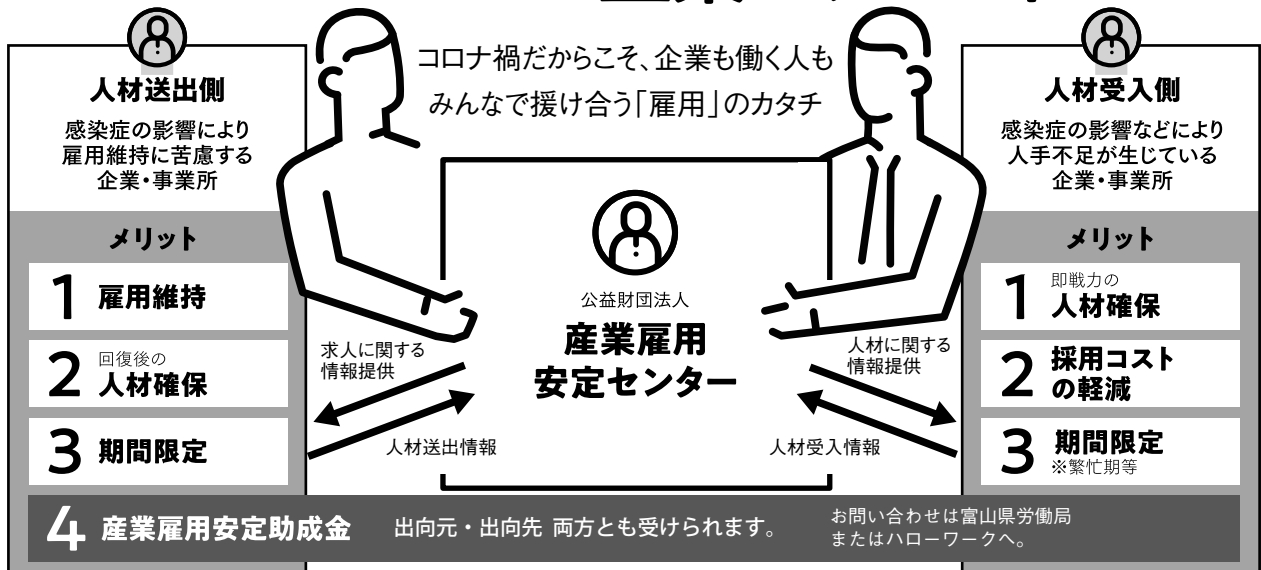 コロナ禍だからこそ、企業も働く人も
みんなで援け合う「雇用」のカタチ
人材送出側
感染症の影響により
雇用維持に苦慮する
企業・事業所
メリット
1 雇用維持
2 回復後の
人材確保
3 期間限定
公益財団法人
産業雇用
安定センター
求人に関する
情報提供
人材送出情報
人材に関する
情報提供
人材受入情報
人材受入側
感染症の影響などにより
人手不足が生じている
企業・事業所
メリット
1 即戦力の
人材確保
2 採用コスト
の軽減
3 期間限定
※繁忙期等
4 産業雇用安定助成金 出向元・出向先 両方とも受けられます。
お問い合わせは富山県労働局
またはハローワークへ。